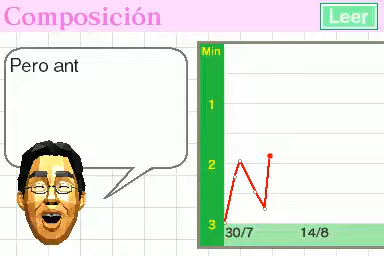 Composición
Leer
Pero ant
Min
1
2
3
30/7
14/8